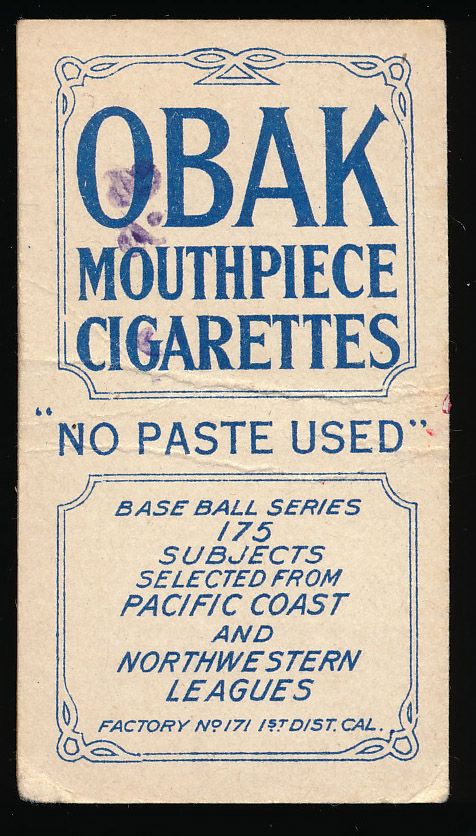 OBAK
MOUTHPIECE
CIGARETTES
"NO PASTE USED"
BASE BALL SERIES
175
SUBJECTS
SELECTED FROM
PACIFIC COAST
AND
NORTHWESTERN
LEAGUES
FACTORY Nº 171 1ST DIST. CAL.